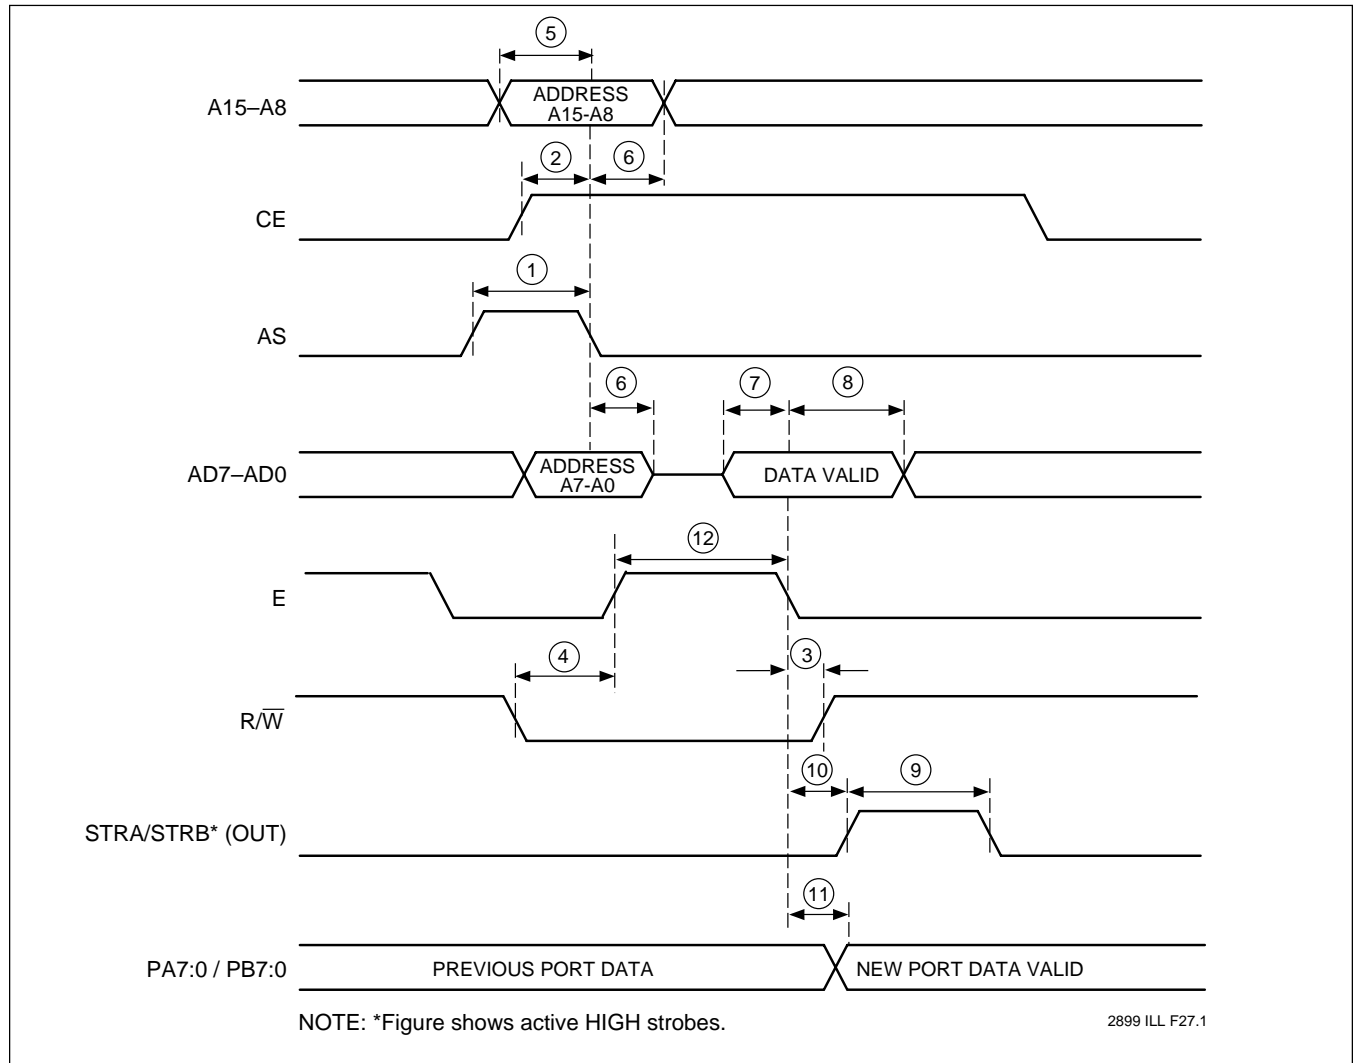 5
A15–A8
ADDRESS
A15-A8
2
6
CE
1
AS
6
7
8
AD7–AD0
ADDRESS
A7-A0
DATA VALID
12
E
4
3
R/W̅
10
9
STRA/STRB* (OUT)
11
PA7:0 / PB7:0
PREVIOUS PORT DATA
NEW PORT DATA VALID
NOTE: *Figure shows active HIGH strobes.
2899 ILL F27.1